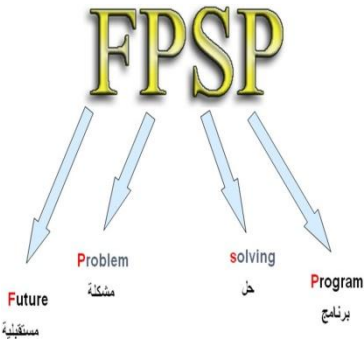 FPSP
Future
مستقبلية
Problem
مشكلة
solving
حل
Program
برنامج